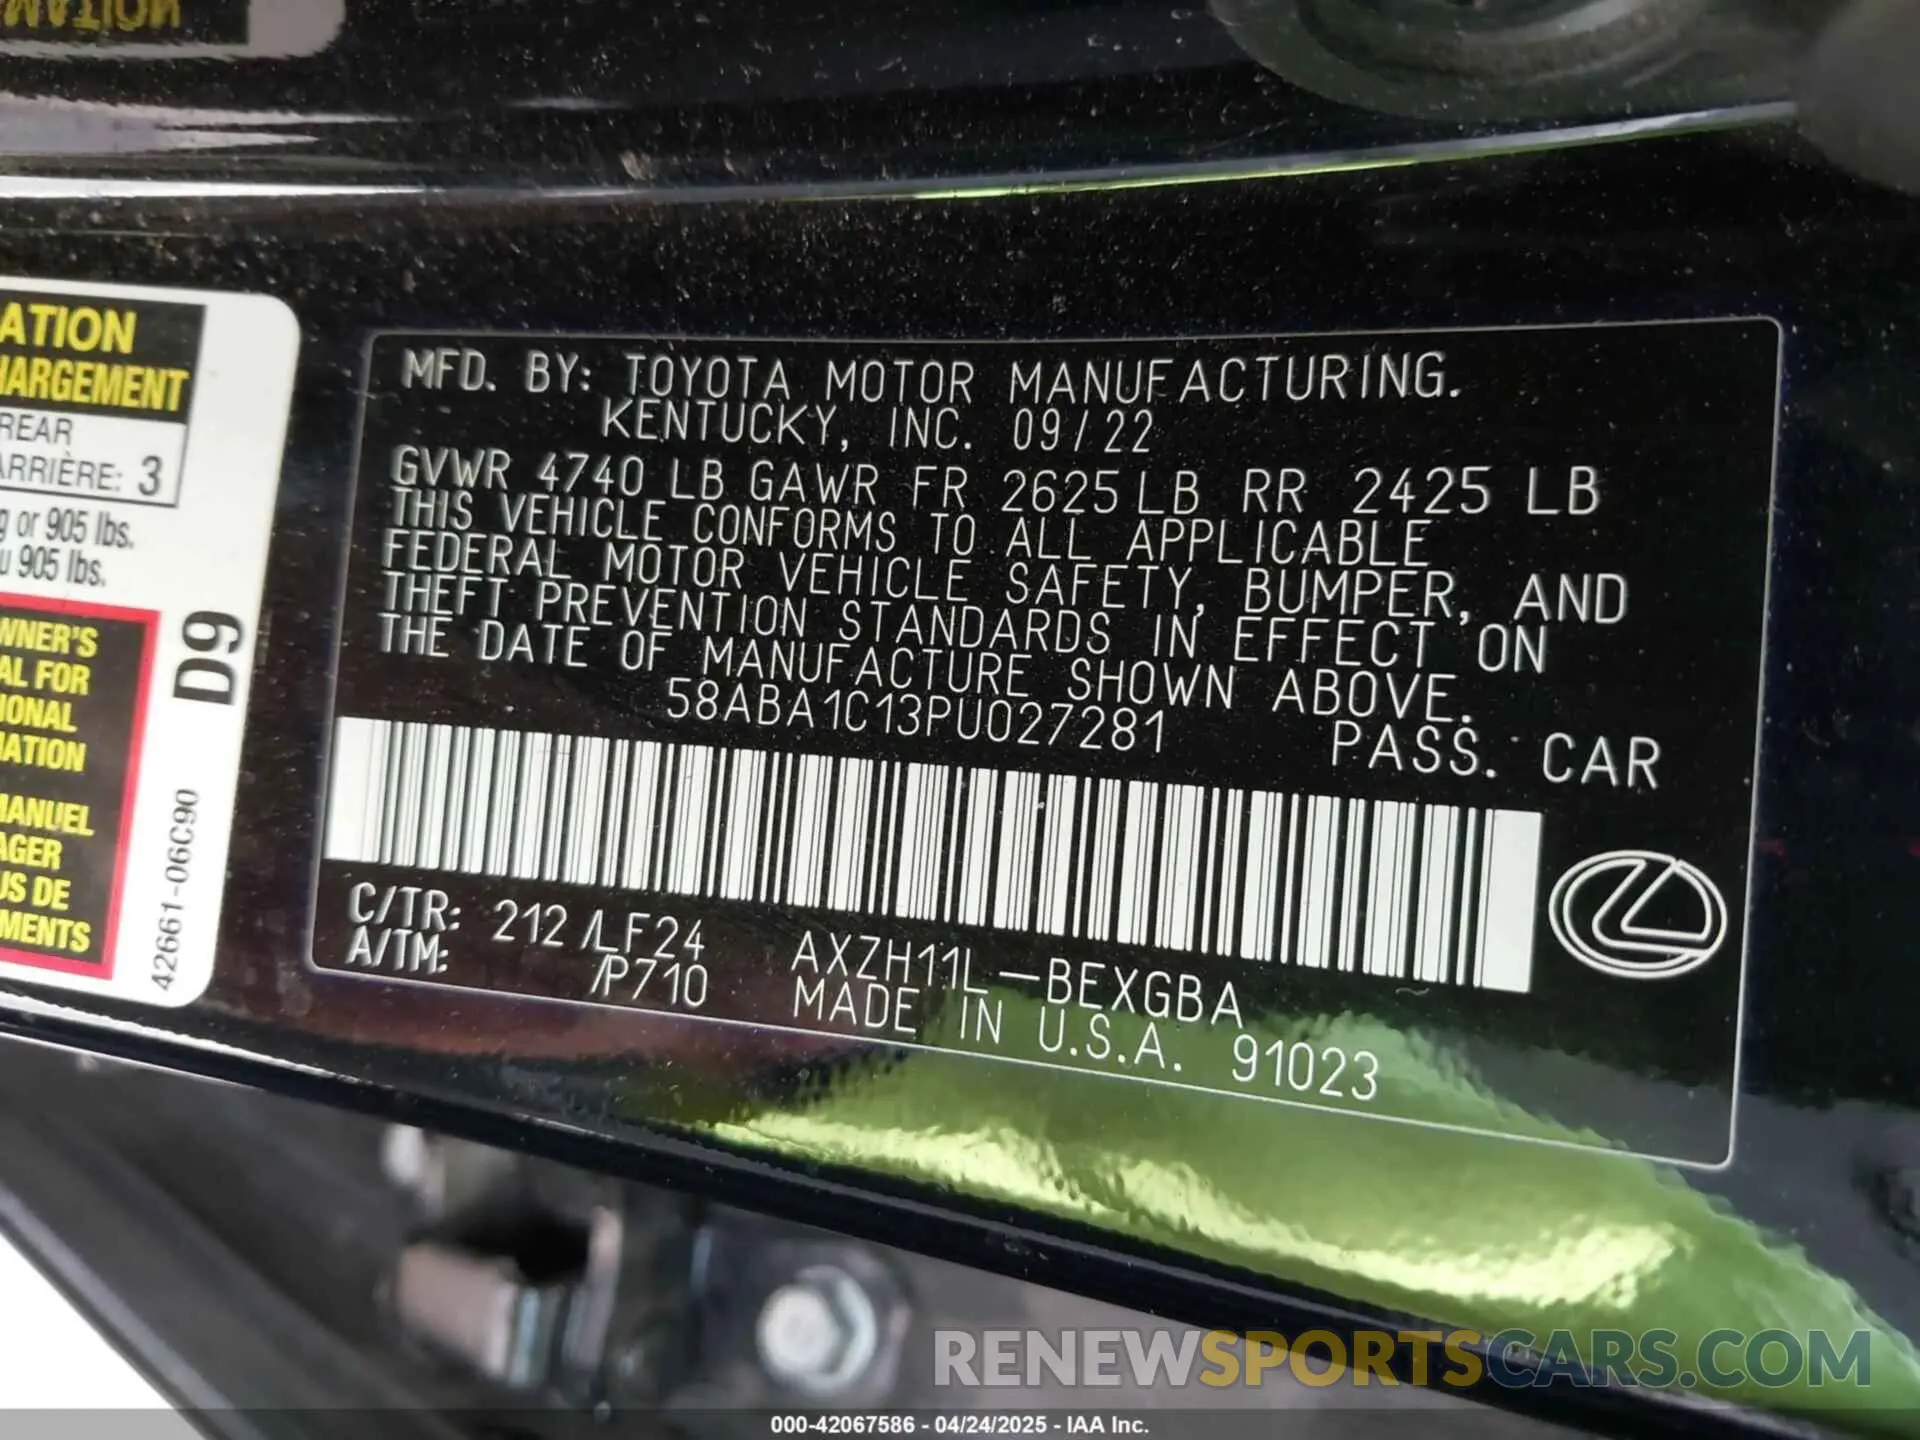 MATION
ATION
HARGEMENT
REAR
ARRIÈRE: 3
g or 905 lbs.
u 905 lbs.
WNER'S
AL FOR
IONAL
MATION
MANUEL
AGER
US DE
MENTS
D9
42661-06C90
MFD. BY: TOYOTA MOTOR MANUFACTURING.
KENTUCKY, INC. 09/22
GVWR 4740 LB GAWR FR 2625 LB RR 2425 LB
THIS VEHICLE CONFORMS TO ALL APPLICABLE
FEDERAL MOTOR VEHICLE SAFETY, BUMPER, AND
THEFT PREVENTION STANDARDS IN EFFECT ON
THE DATE OF MANUFACTURE SHOWN ABOVE.
58ABA1C13PU027281 PASS. CAR
C/TR: 212 /LF24 AXZH11L-BEXGBA
A/TM: /P710 MADE IN U.S.A. 91023
RENEWSPORTSCARS.COM
000-42067586 - 04/24/2025 - IAA Inc.